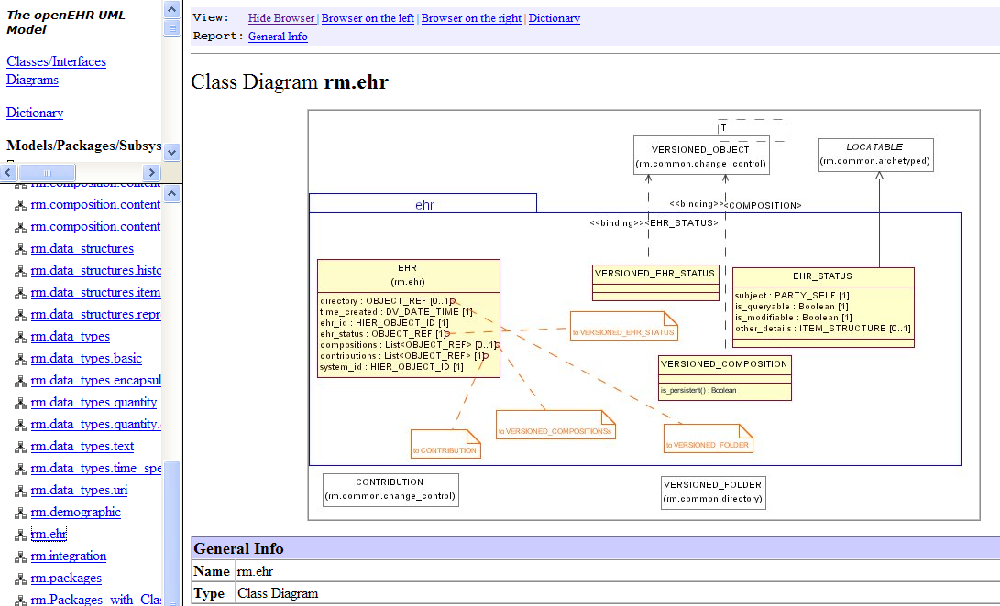 The openEHR UML
Model
Classes/Interfaces
Diagrams
Dictionary
Models/Packages/Subsys
rm.composition.content
rm.composition.content
rm.composition.content
rm.data_structures
rm.data_structures.histo
rm.data_structures.item
rm.data_structures.repr
rm.data_types
rm.data_types.basic
rm.data_types.encapsul
rm.data_types.quantity
rm.data_types.quantity.
rm.data_types.text
rm.data_types.time_spe
rm.data_types.uri
rm.demographic
rm.ehr
rm.integration
rm.packages
rm.Packages_with_Clas
View: Hide Browser | Browser on the left | Browser on the right | Dictionary
Report: General Info
Class Diagram rm.ehr
T
VERSIONED_OBJECT
(rm.common.change_control)
LOCATABLE
(rm.common.archetyped)
ehr
<<binding>><COMPOSITION>
<<binding>><EHR_STATUS>
EHR
(rm.ehr)
directory : OBJECT_REF [0..1]
time_created : DV_DATE_TIME [1]
ehr_id : HIER_OBJECT_ID [1]
ehr_status : OBJECT_REF [1]
compositions : List<OBJECT_REF> [0..1]
contributions : List<OBJECT_REF> [1]
system_id : HIER_OBJECT_ID [1]
VERSIONED_EHR_STATUS
EHR_STATUS
subject : PARTY_SELF [1]
is_queryable : Boolean [1]
is_modifiable : Boolean [1]
other_details : ITEM_STRUCTURE [0..1]
to VERSIONED_EHR_STATUS
VERSIONED_COMPOSITION
is_persistent() : Boolean
to VERSIONED_COMPOSITIONSs
to CONTRIBUTION
to VERSIONED_FOLDER
CONTRIBUTION
(rm.common.change_control)
VERSIONED_FOLDER
(rm.common.directory)
General Info
Name rm.ehr
Type Class Diagram